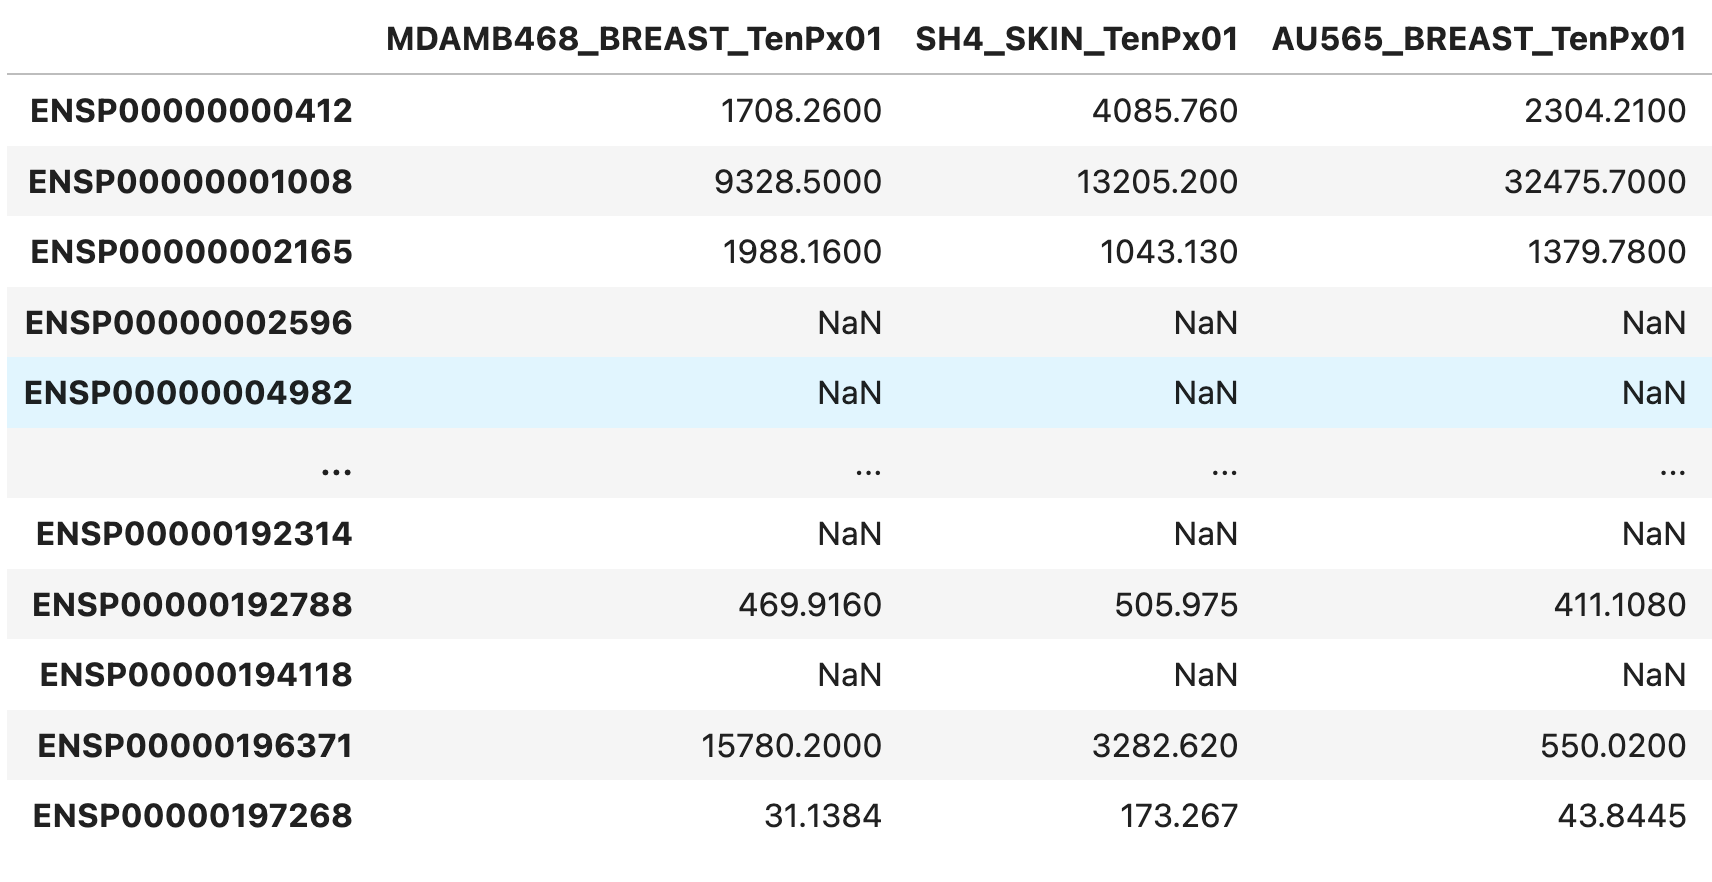 MDAMB468_BREAST_TenPx01 SH4_SKIN_TenPx01 AU565_BREAST_TenPx01
ENSP00000000412 1708.2600 4085.760 2304.2100
ENSP00000001008 9328.5000 13205.200 32475.7000
ENSP00000002165 1988.1600 1043.130 1379.7800
ENSP00000002596 NaN NaN NaN
ENSP00000004982 NaN NaN NaN
... ... ... ...
ENSP00000192314 NaN NaN NaN
ENSP00000192788 469.9160 505.975 411.1080
ENSP00000194118 NaN NaN NaN
ENSP00000196371 15780.2000 3282.620 550.0200
ENSP00000197268 31.1384 173.267 43.8445